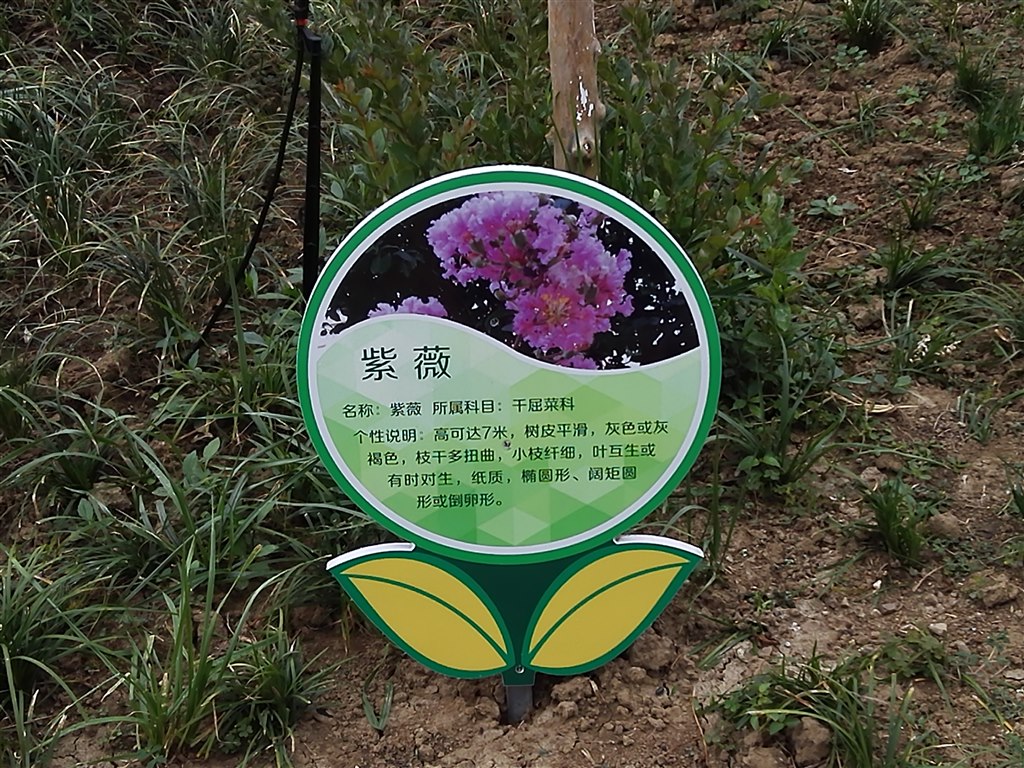 紫薇
名称：紫薇 所属科目：千屈菜科
个性说明：高可达7米，树皮平滑，灰色或灰
褐色，枝干多扭曲，小枝纤细，叶互生或
有时对生，纸质，椭圆形、阔矩圆
形或倒卵形。